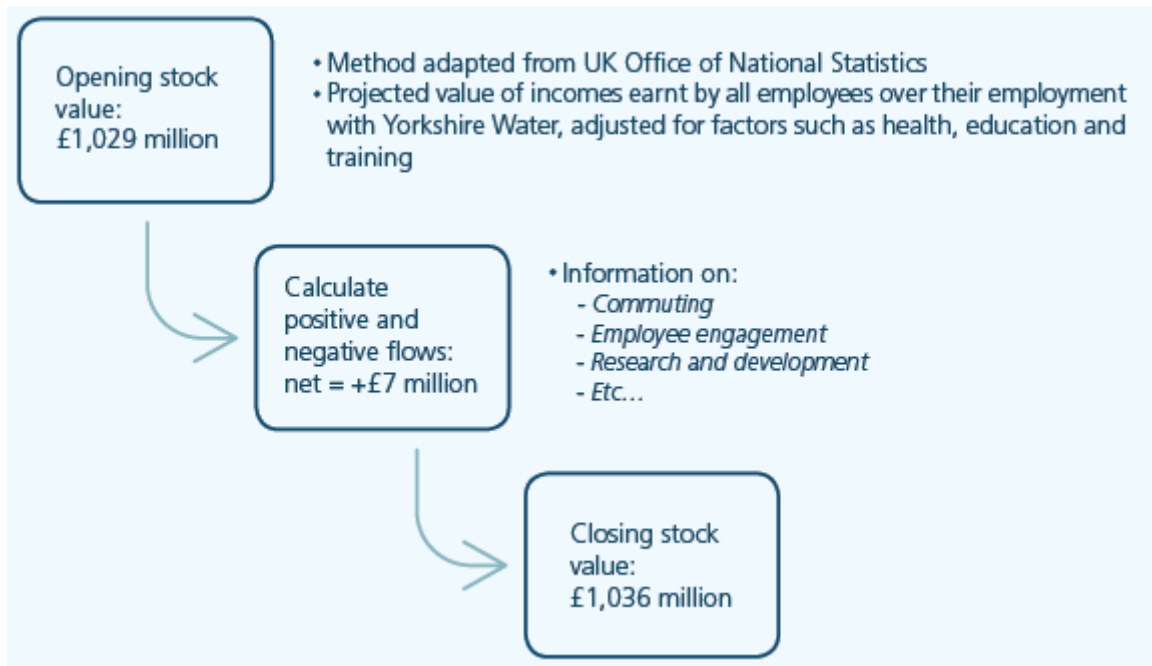 Opening stock
value:
£1,029 million
• Method adapted from UK Office of National Statistics
• Projected value of incomes earnt by all employees over their employment
with Yorkshire Water, adjusted for factors such as health, education and
training
Calculate
positive and
negative flows:
net = +£7 million
• Information on:
- Commuting
- Employee engagement
- Research and development
- Etc...
Closing stock
value:
£1,036 million